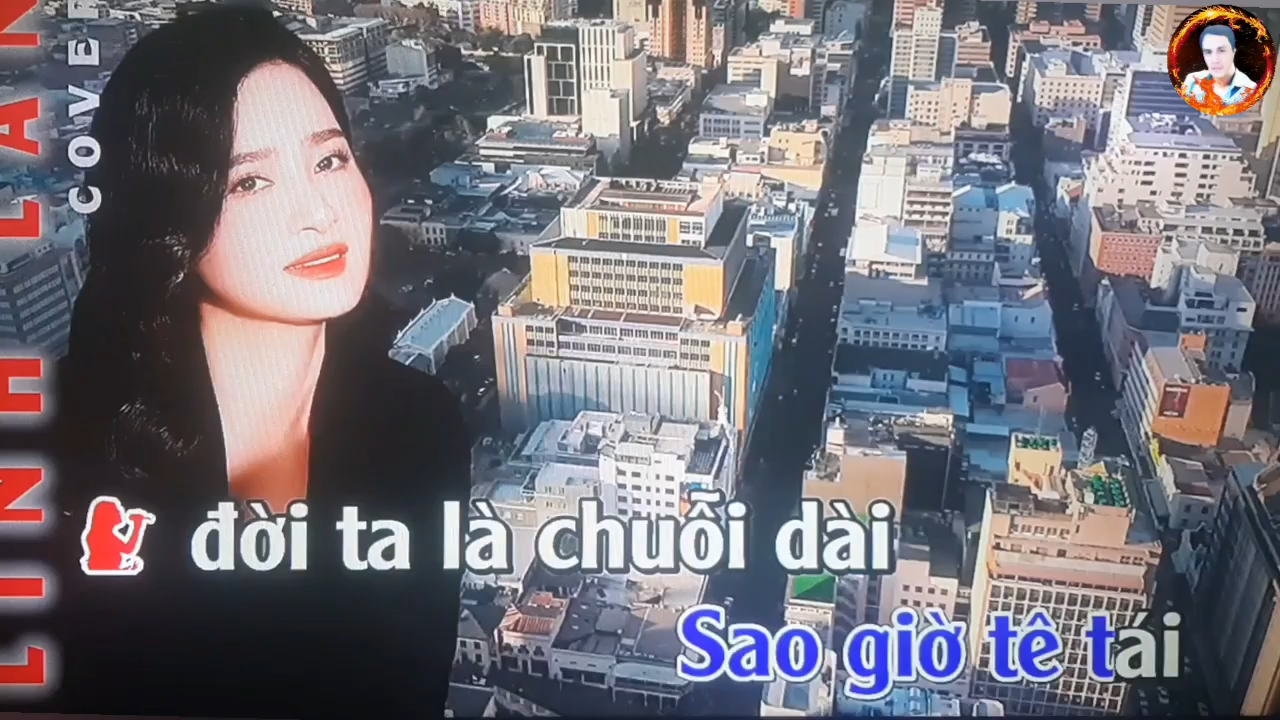 LINH LAN
COVER
đời ta là chuỗi dài
Sao giờ tê tái